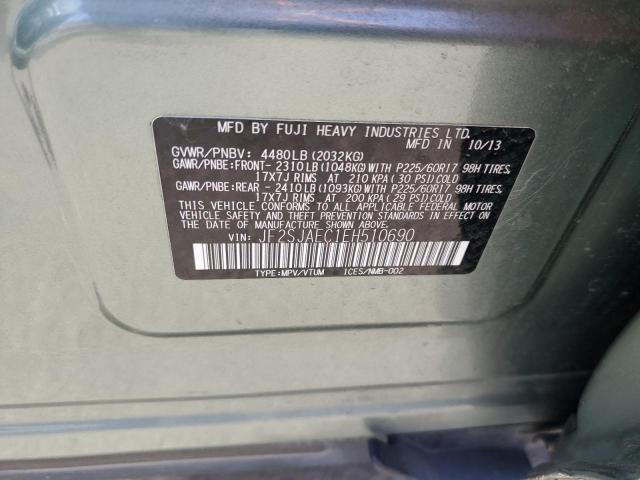 MFD BY FUJI HEAVY INDUSTRIES LTD.
MFD IN 10/13
GVWR/PNBV: 4480LB(2032KG)
GAWR/PNBE:FRONT- 2310LB(1048KG)WITH P225/60R17 98H TIRES,
17X7J RIMS AT 210 KPA(30 PSI)COLD
GAWR/PNBE:REAR - 2410LB(1093KG)WITH P225/60R17 98H TIRES,
17X7J RIMS AT 200 KPA(29 PSI)COLD
THIS VEHICLE CONFORMS TO ALL APPLICABLE FEDERAL MOTOR
VEHICLE SAFETY AND THEFT PREVENTION STANDARDS IN EFFECT ON
THE DATE OF MANUFACTURE SHOWN ABOVE.
VIN: JF2SJAEC1EH510690
TYPE:MPV/VTUM ICES/NMB-002